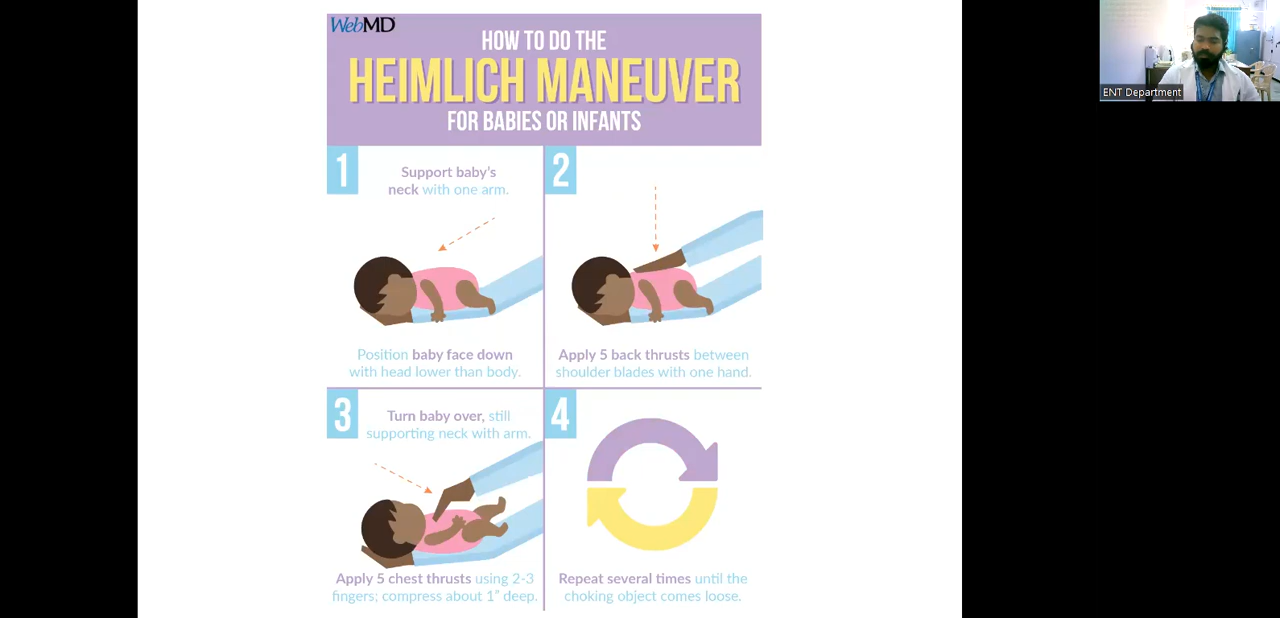 WebMD
HOW TO DO THE
HEIMLICH MANEUVER
FOR BABIES OR INFANTS
1
Support baby's
neck with one arm.
Position baby face down
with head lower than body.
2
Apply 5 back thrusts between
shoulder blades with one hand.
3
Turn baby over, still
supporting neck with arm.
Apply 5 chest thrusts using 2-3
fingers; compress about 1" deep.
4
Repeat several times until the
choking object comes loose.
ENT Department